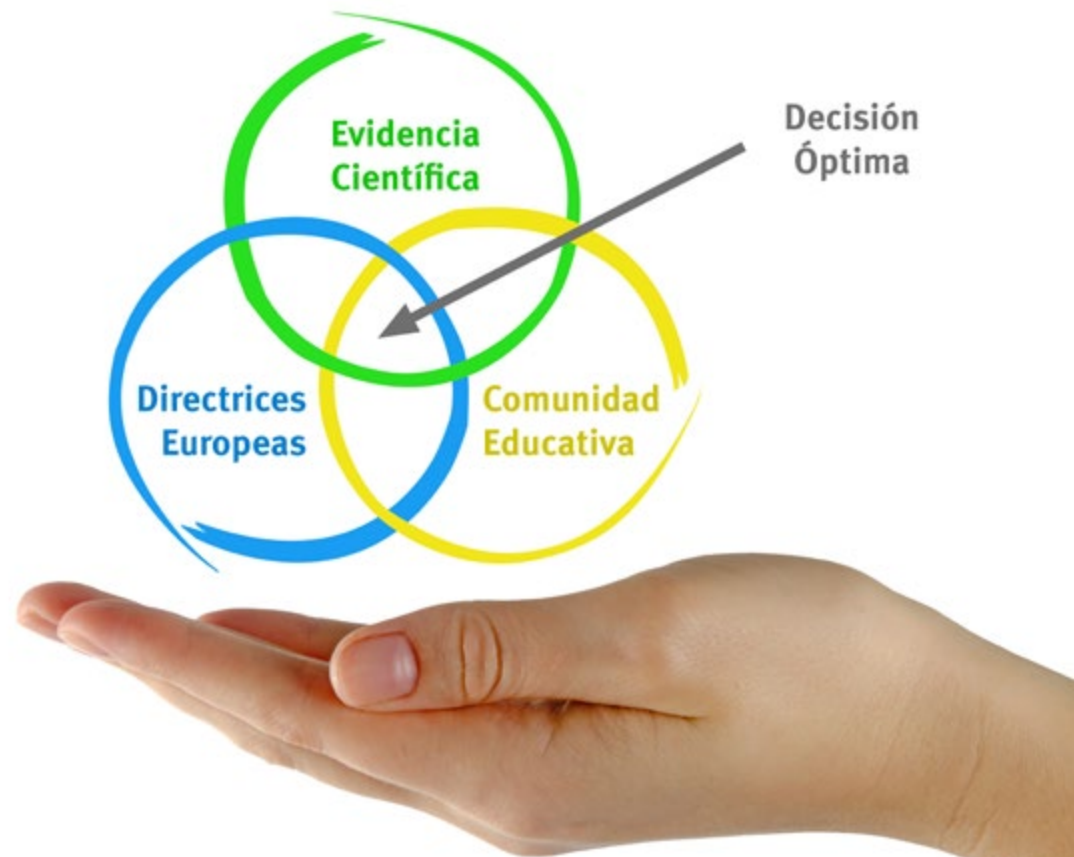 Evidencia
Científica
Decisión
Óptima
Directrices
Europeas
Comunidad
Educativa